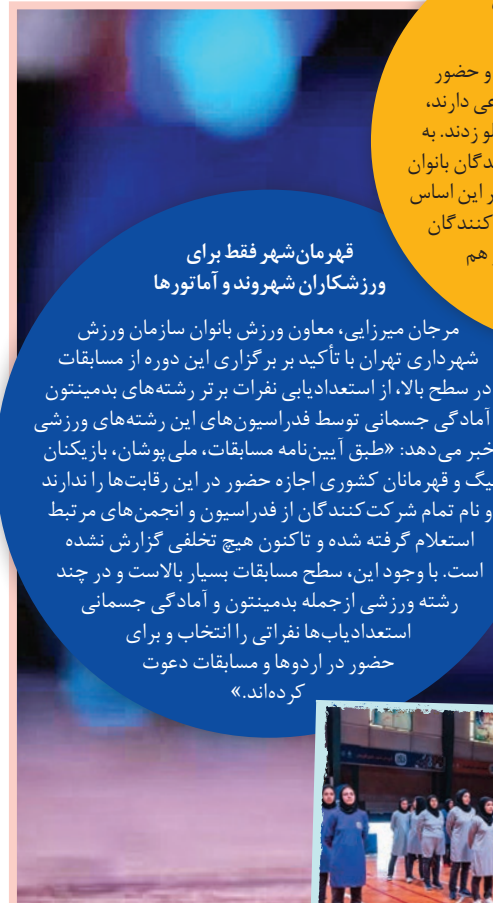 و حضور
دارند،
زدند. به
بانوان
این اساس
کنندگان
هم
قهرمان‌شهر فقط برای
ورزشکاران شهروند و آماتورها
مرجان میرزایی، معاون ورزش بانوان سازمان ورزش
شهرداری تهران با تأکید بر برگزاری این دوره از مسابقات
در سطح بالا، از استعدادیابی نفرات برتر رشته‌های بدمینتون
آمادگی جسمانی توسط فدراسیون‌های این رشته‌های ورزشی
خبر می‌دهد: «طبق آیین‌نامه مسابقات، ملی‌پوشان، بازیکنان
یگ و قهرمانان کشوری اجازه حضور در این رقابت‌ها را ندارند
و نام تمام شرکت‌کنندگان از فدراسیون و انجمن‌های مرتبط
استعلام گرفته شده و تاکنون هیچ تخلفی گزارش نشده
است. با وجود این، سطح مسابقات بسیار بالاست و در چند
رشته ورزشی ازجمله بدمینتون و آمادگی جسمانی
استعدادیاب‌ها نفراتی را انتخاب و برای
حضور در اردوها و مسابقات دعوت
کرده‌اند.»